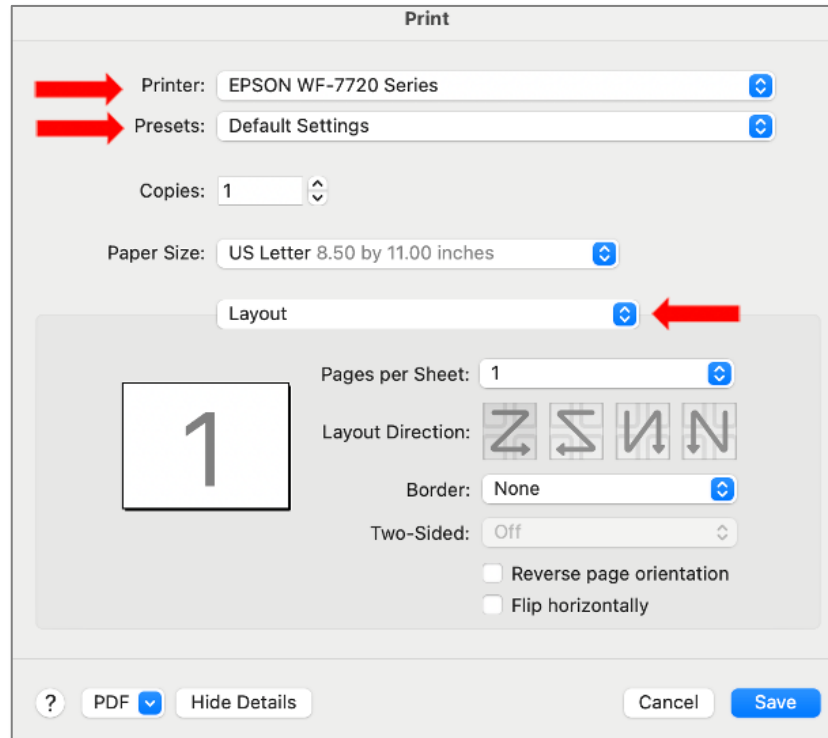 Print
Printer: EPSON WF-7720 Series
Presets: Default Settings
Copies: 1
Paper Size: US Letter 8.50 by 11.00 inches
Layout
Pages per Sheet: 1
1
Layout Direction:
Border: None
Two-Sided: Off
Reverse page orientation
Flip horizontally
? PDF Hide Details Cancel Save